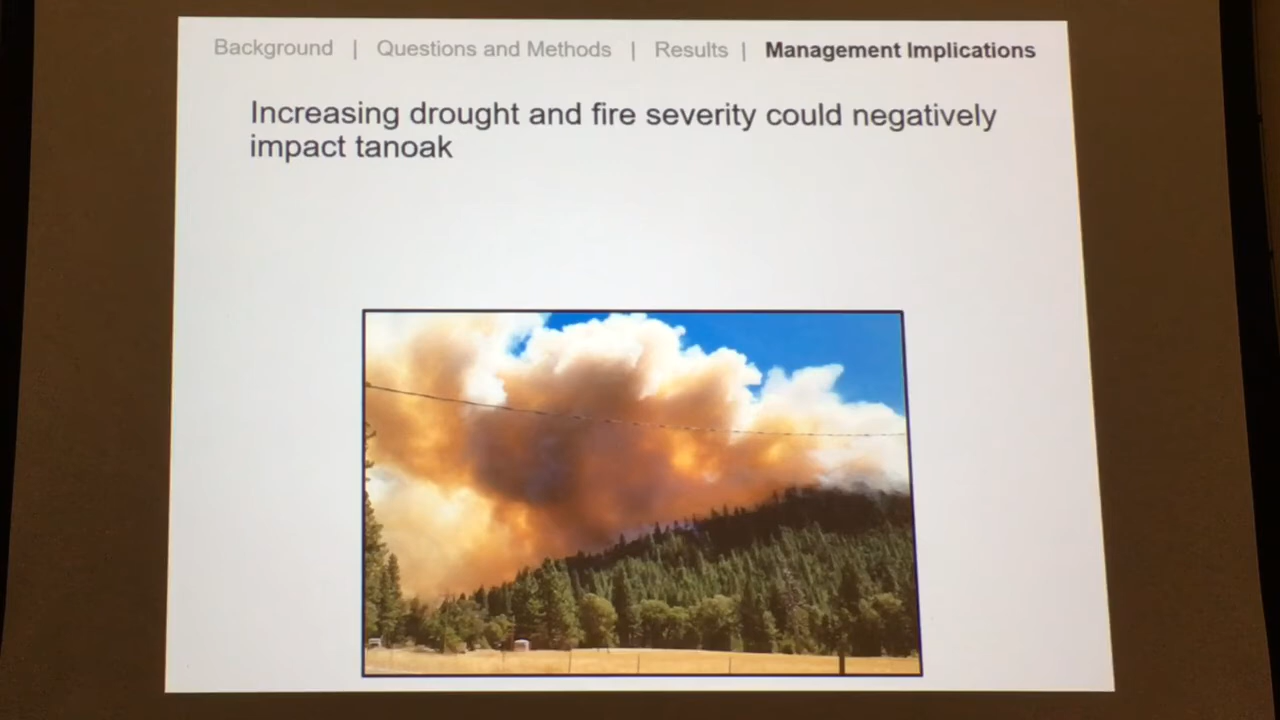 Background | Questions and Methods | Results | Management Implications
Increasing drought and fire severity could negatively
impact tanoak